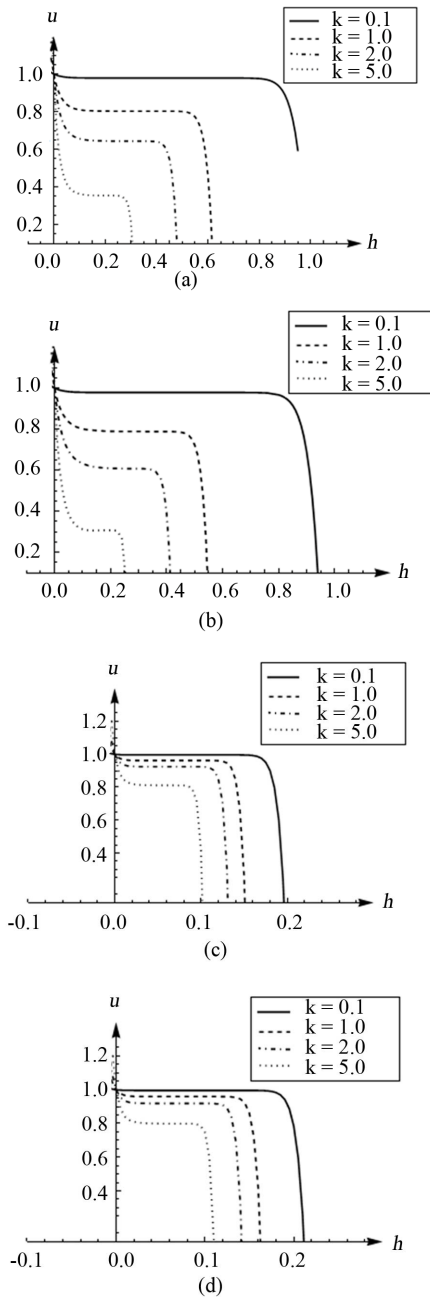 u
k = 0.1
k = 1.0
k = 2.0
k = 5.0
1.0
0.8
0.6
0.4
0.2
h
0.0 0.2 0.4 0.6 0.8 1.0
(a)
u
k = 0.1
k = 1.0
k = 2.0
k = 5.0
1.0
0.8
0.6
0.4
0.2
h
0.0 0.2 0.4 0.6 0.8 1.0
(b)
k = 0.1
k = 1.0
k = 2.0
k = 5.0
u
1.2
1.0
0.8
0.6
0.4
h
-0.1 0.0 0.1 0.2
(c)
u
k = 0.1
k = 1.0
k = 2.0
k = 5.0
1.2
1.0
0.8
0.6
0.4
h
-0.1 0.0 0.1 0.2
(d)